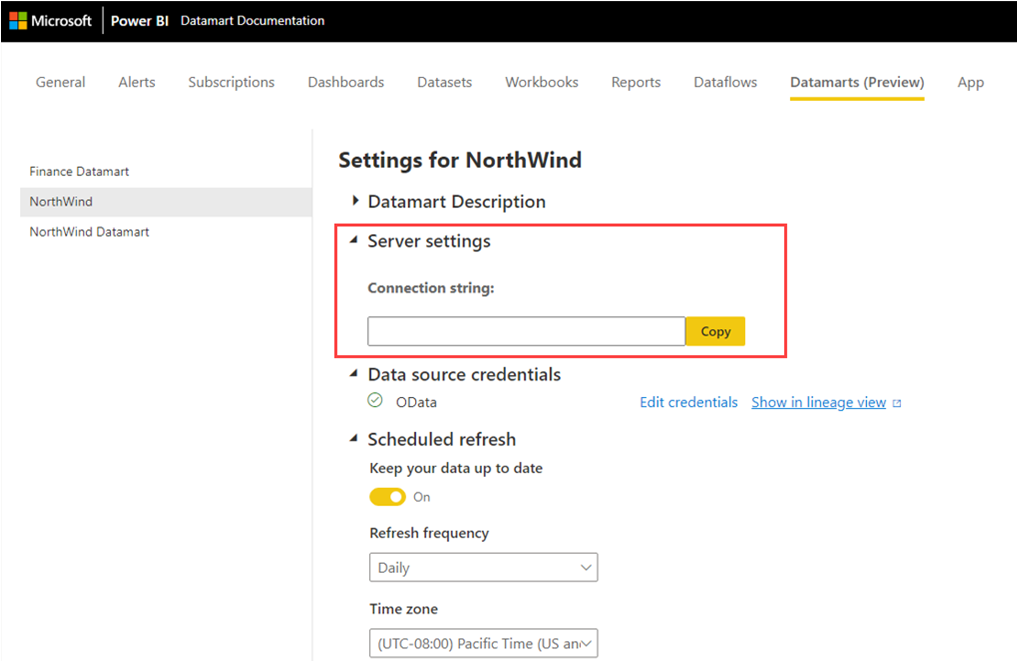 Microsoft Power BI Datamart Documentation
General Alerts Subscriptions Dashboards Datasets Workbooks Reports Dataflows Datamarts (Preview) App
Finance Datamart
NorthWind
NorthWind Datamart
Settings for NorthWind
Datamart Description
Server settings
Connection string:
Copy
Data source credentials
OData Edit credentials Show in lineage view
Scheduled refresh
Keep your data up to date
On
Refresh frequency
Daily
Time zone
(UTC-08:00) Pacific Time (US an